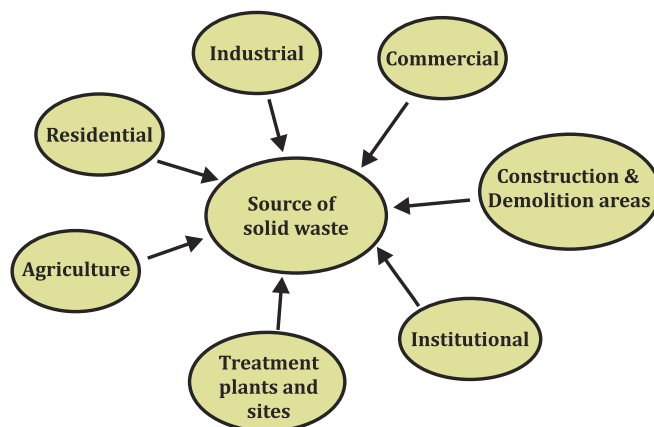 Industrial
Commercial
Residential
Construction &
Demolition areas
Source of
solid waste
Agriculture
Institutional
Treatment
plants and
sites